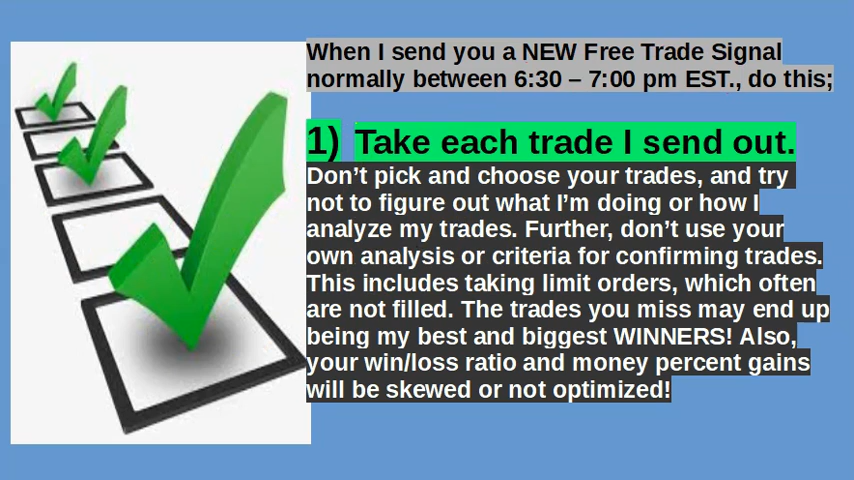 When I send you a NEW Free Trade Signal
normally between 6:30 – 7:00 pm EST., do this;
1) Take each trade I send out.
Don’t pick and choose your trades, and try
not to figure out what I’m doing or how I
analyze my trades. Further, don’t use your
own analysis or criteria for confirming trades.
This includes taking limit orders, which often
are not filled. The trades you miss may end up
being my best and biggest WINNERS! Also,
your win/loss ratio and money percent gains
will be skewed or not optimized!